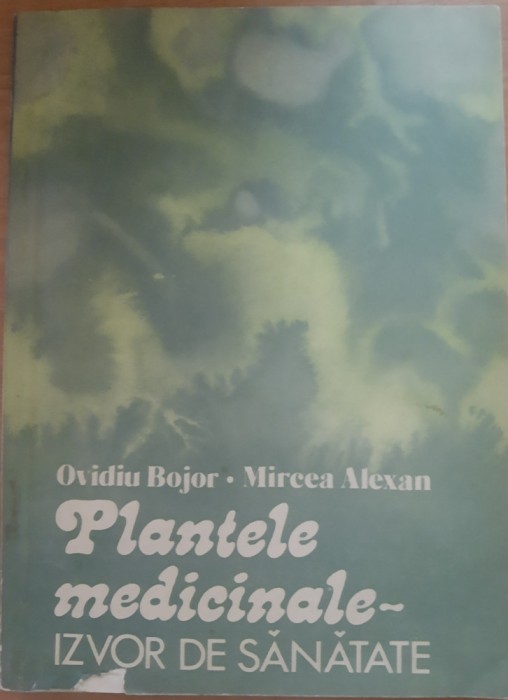 Ovidiu Bojor • Mircea Alexan
Plantele
medicinale~
IZVOR DE SĂNĂTATE